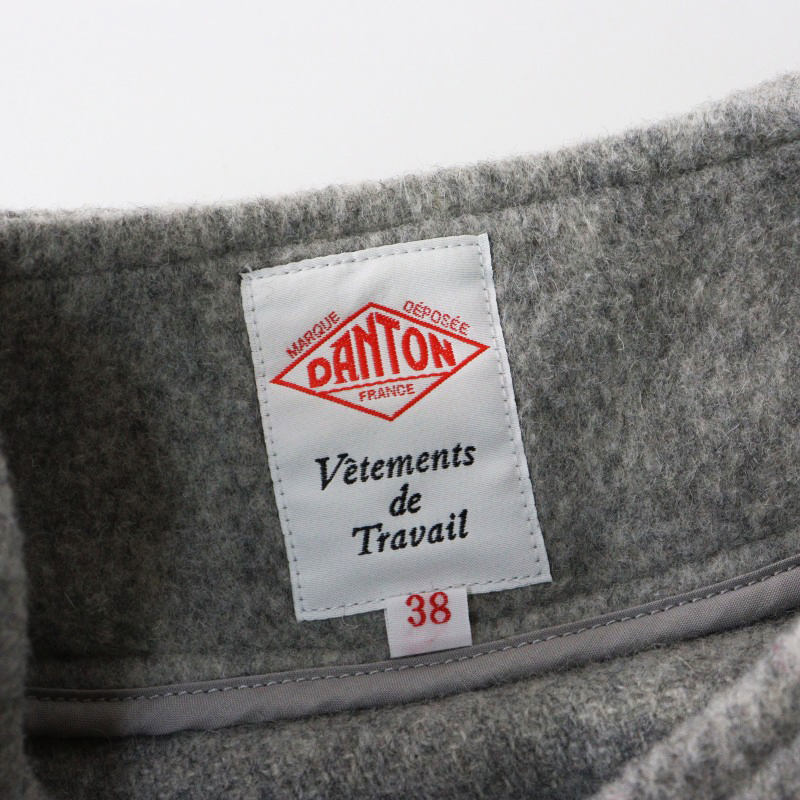 MARQUE DÉPOSÉE
DANTON
FRANCE
Vêtements
de
Travail
38